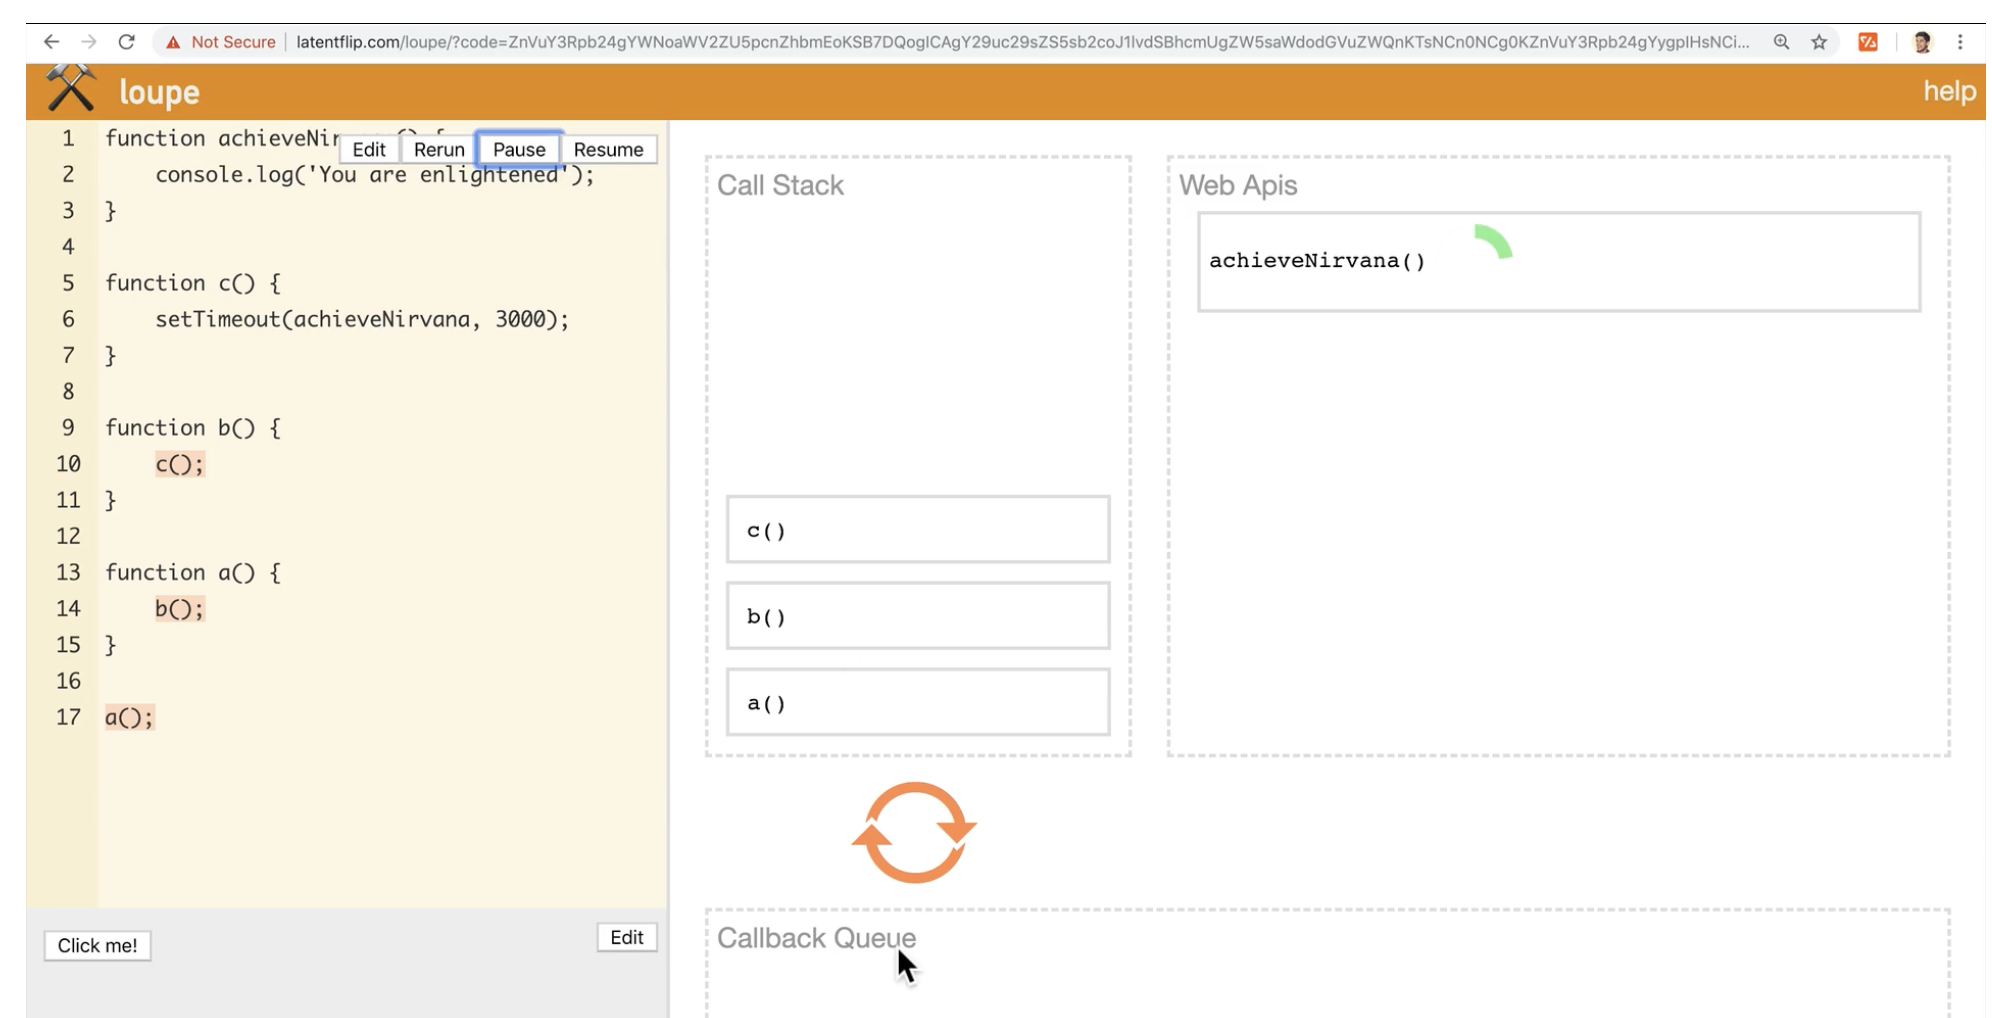 Not Secure | latentflip.com/loupe/?code=ZnVuY3Rpb24gYWNoaWV2ZU5pcnZhbmEoKSB7DQogICAgY29uc29sZS5sb2coJ1lvdSBhcmUgZW5saWdodGVuZWQnKTsNCn0NCg0KZnVuY3Rpb24gYygpIHsNCi...
loupe
help
1 function achieveNir
Edit Rerun Pause Resume
2 console.log('You are enlightened');
3 }
4
5 function c() {
6 setTimeout(achieveNirvana, 3000);
7 }
8
9 function b() {
10 c();
11 }
12
13 function a() {
14 b();
15 }
16
17 a();
Click me!
Edit
Call Stack
c()
b()
a()
Web Apis
achieveNirvana()
Callback Queue